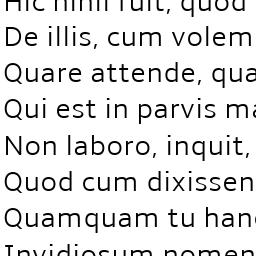 Hic nihil fuit, quod
De illis, cum volem
Quare attende, qua
Qui est in parvis ma
Non laboro, inquit,
Quod cum dixissen
Quamquam tu hanc
Invidiosum nomen